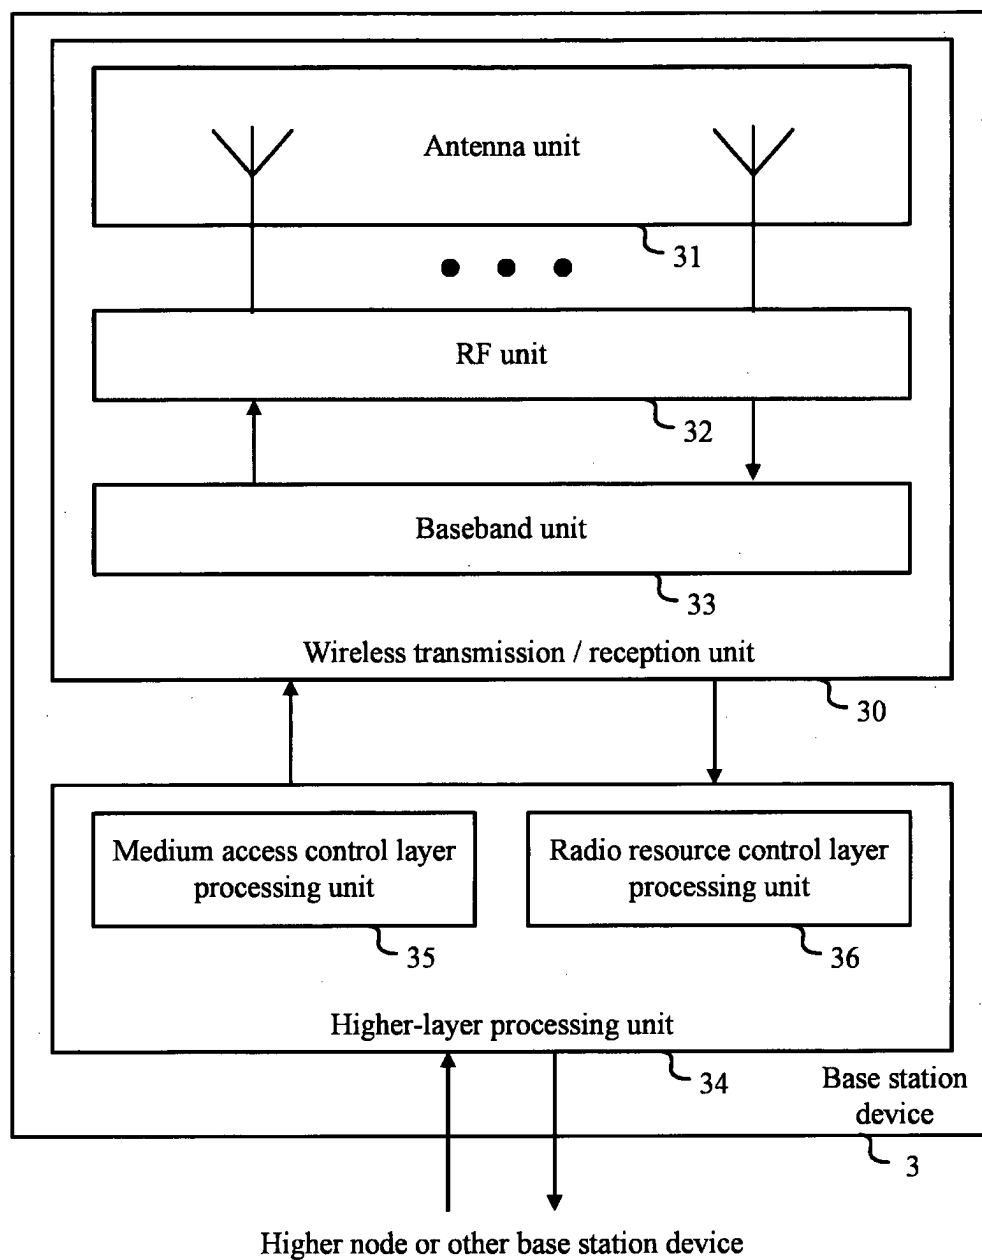 Antenna unit
31
RF unit
32
Baseband unit
33
Wireless transmission / reception unit
30
Medium access control layer
processing unit
35
Radio resource control layer
processing unit
36
Higher-layer processing unit
34
Base station
device
3
Higher node or other base station device